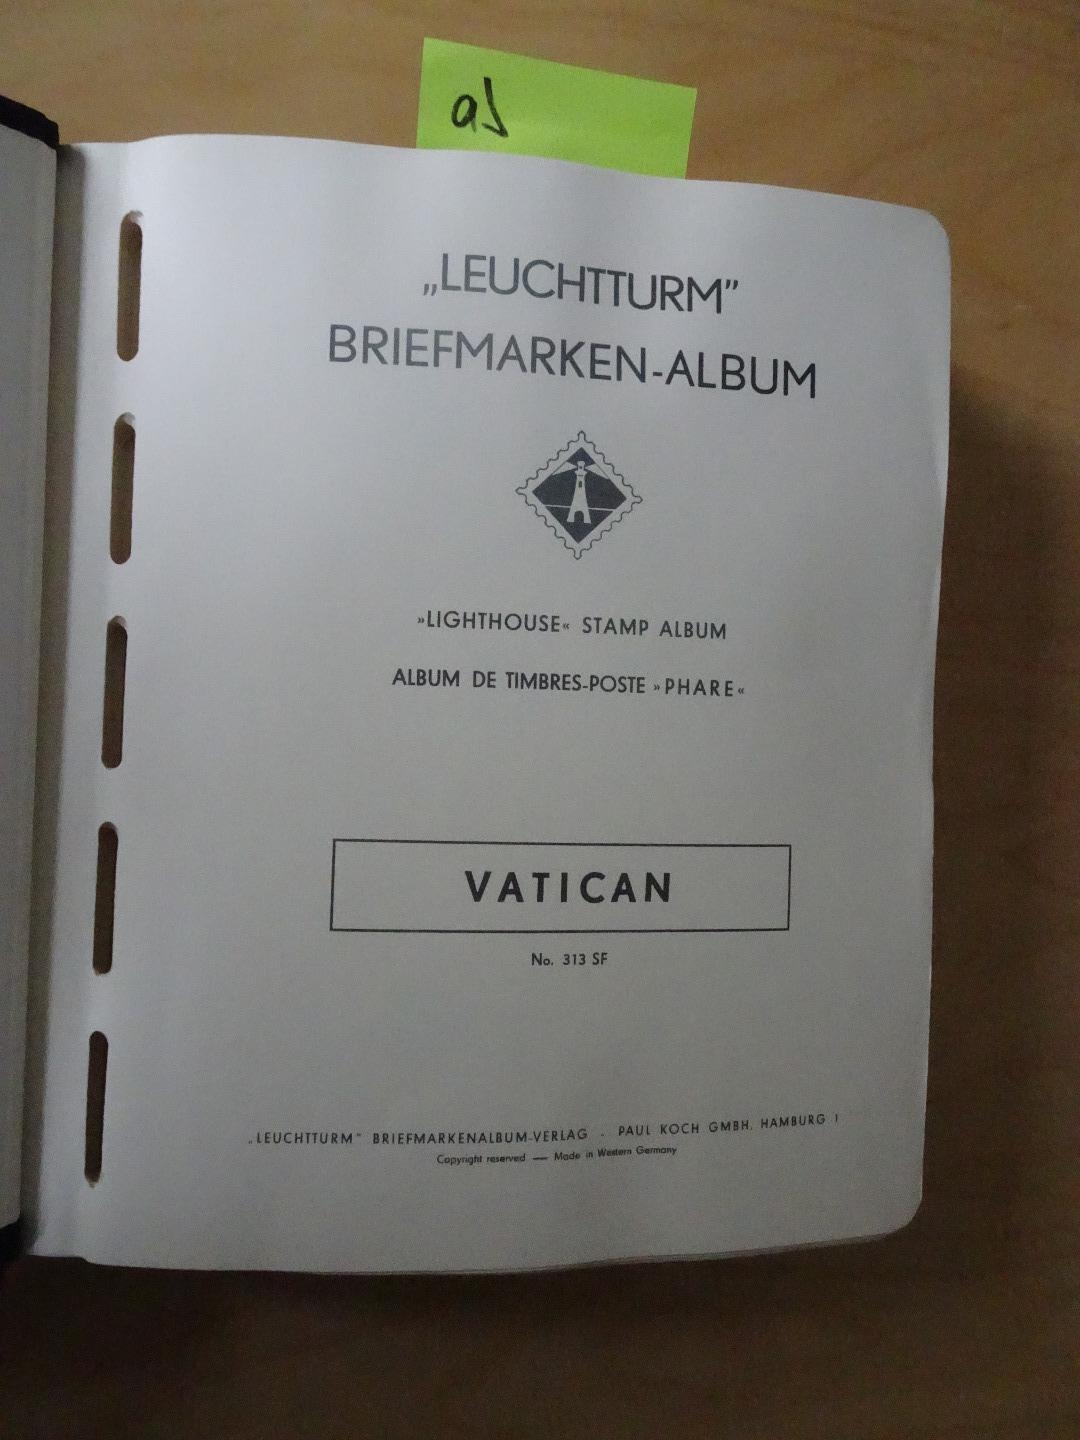 aJ
„LEUCHTTURM”
BRIEFMARKEN-ALBUM
»LIGHTHOUSE« STAMP ALBUM
ALBUM DE TIMBRES-POSTE »PHARE«
VATICAN
No. 313 SF
„LEUCHTTURM” BRIEFMARKENALBUM-VERLAG · PAUL KOCH GMBH, HAMBURG 1
Copyright reserved — Made in Western Germany